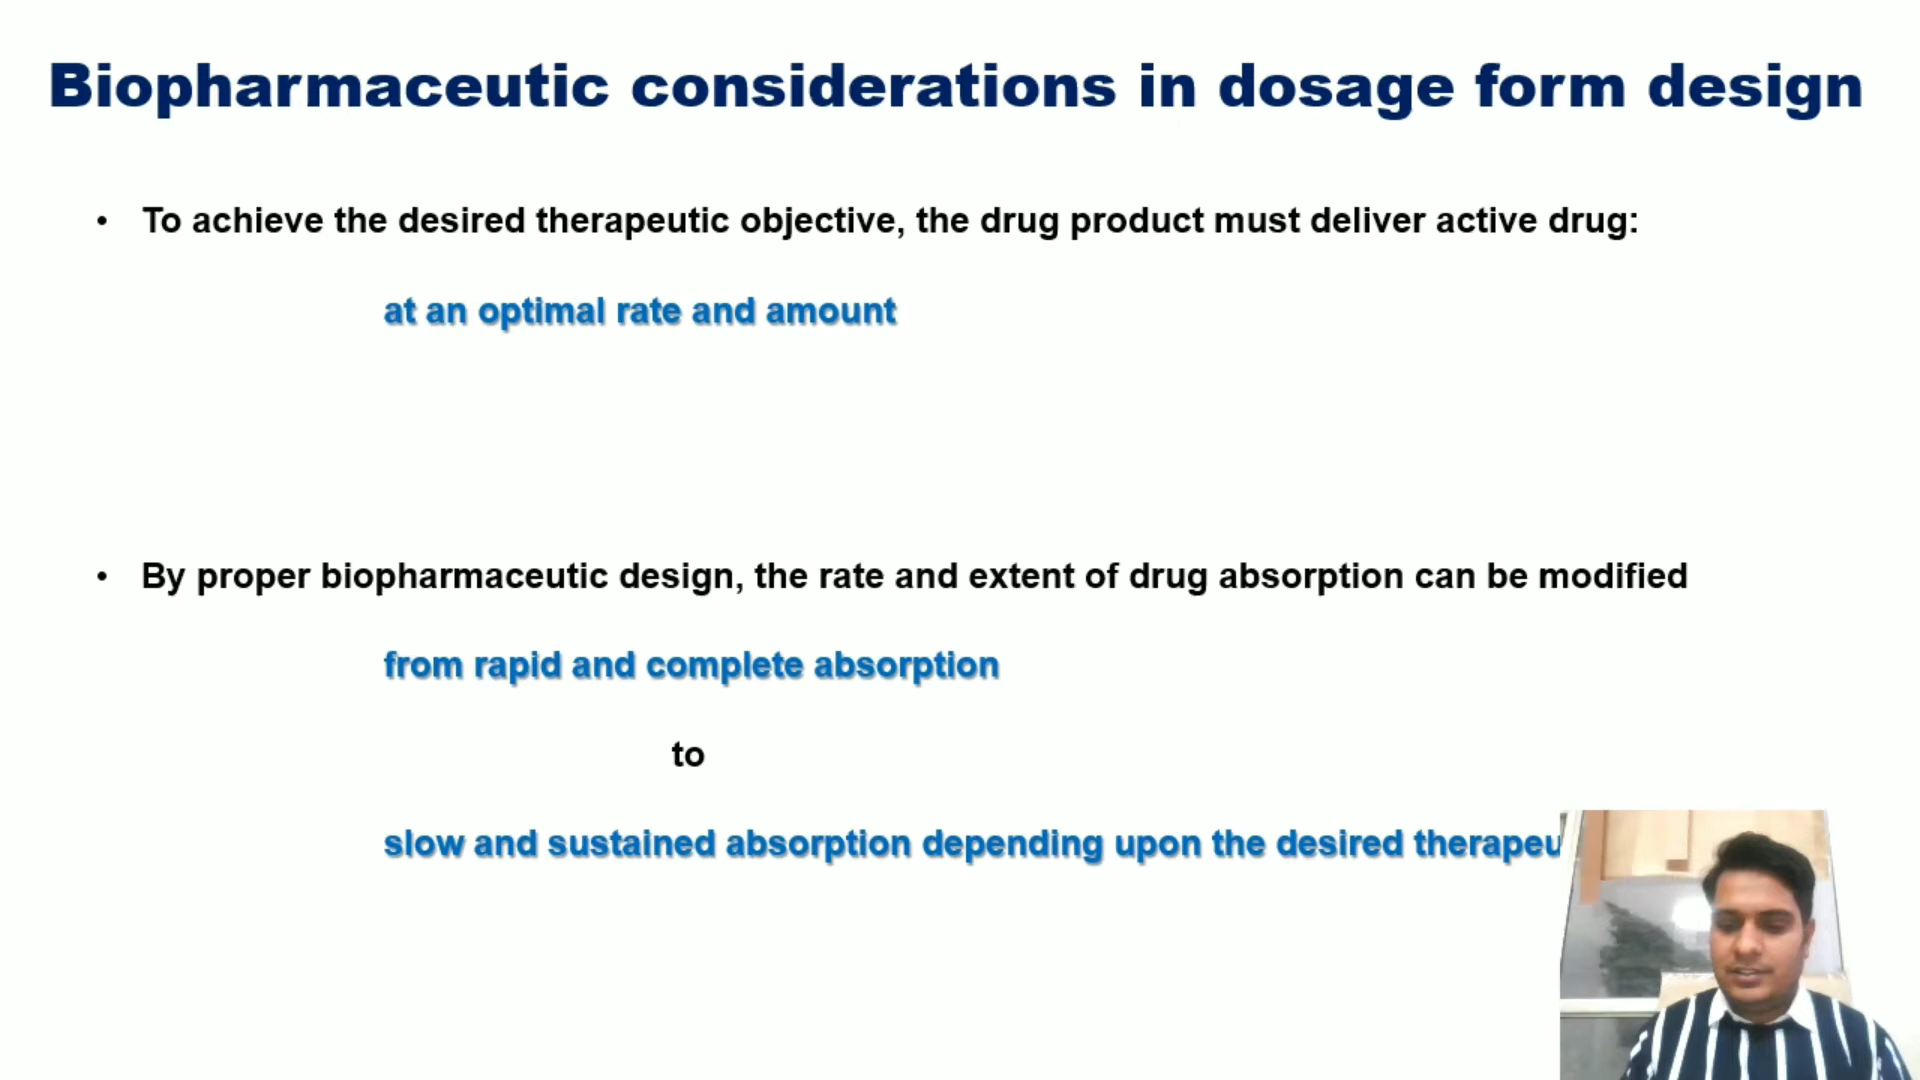 Biopharmaceutic considerations in dosage form design
• To achieve the desired therapeutic objective, the drug product must deliver active drug:
at an optimal rate and amount
• By proper biopharmaceutic design, the rate and extent of drug absorption can be modified
from rapid and complete absorption
to
slow and sustained absorption depending upon the desired